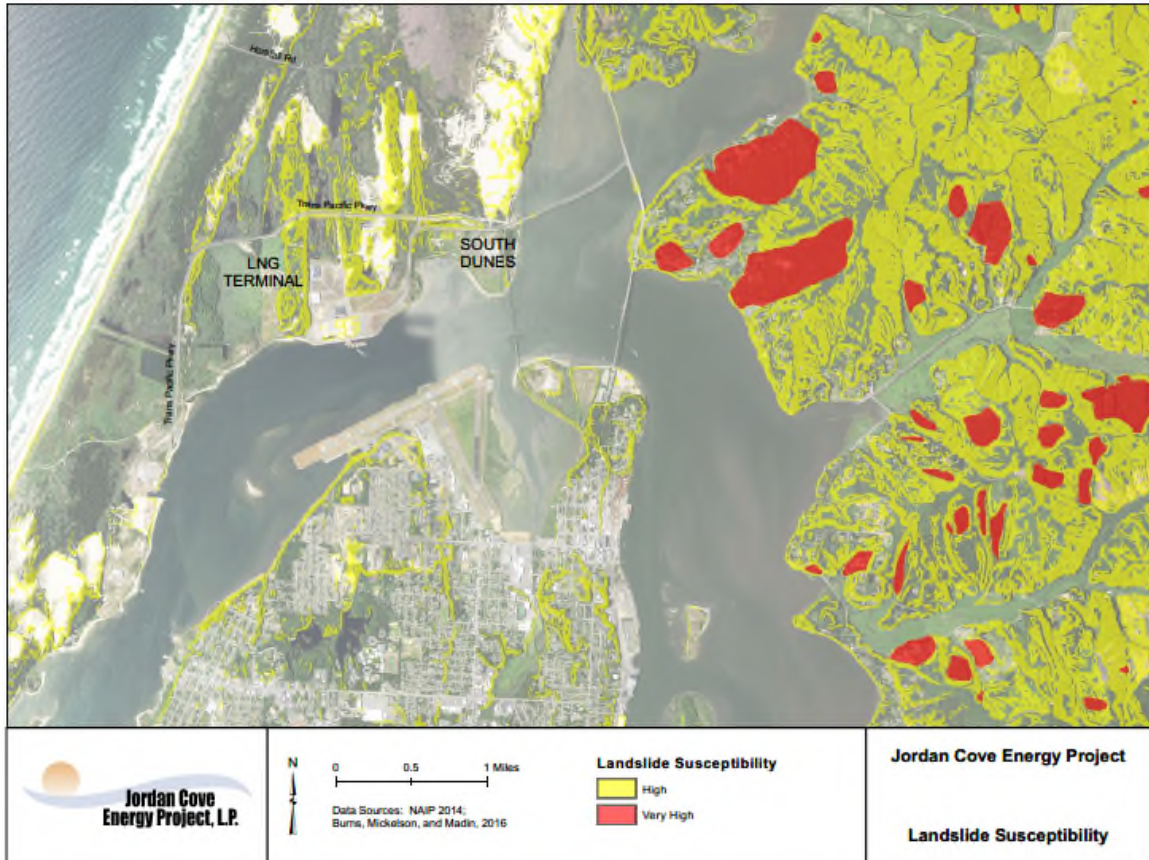 Horsfall Rd
Trans Pacific Pkwy
SOUTH
DUNES
LNG
TERMINAL
Trans Pacific Pkwy
Jordan Cove
Energy Project, L.P.
N
0 0.5 1 Miles
Data Sources: NAIP 2014;
Burns, Mickelson, and Madin, 2016
Landslide Susceptibility
High
Very High
Jordan Cove Energy Project
Landslide Susceptibility